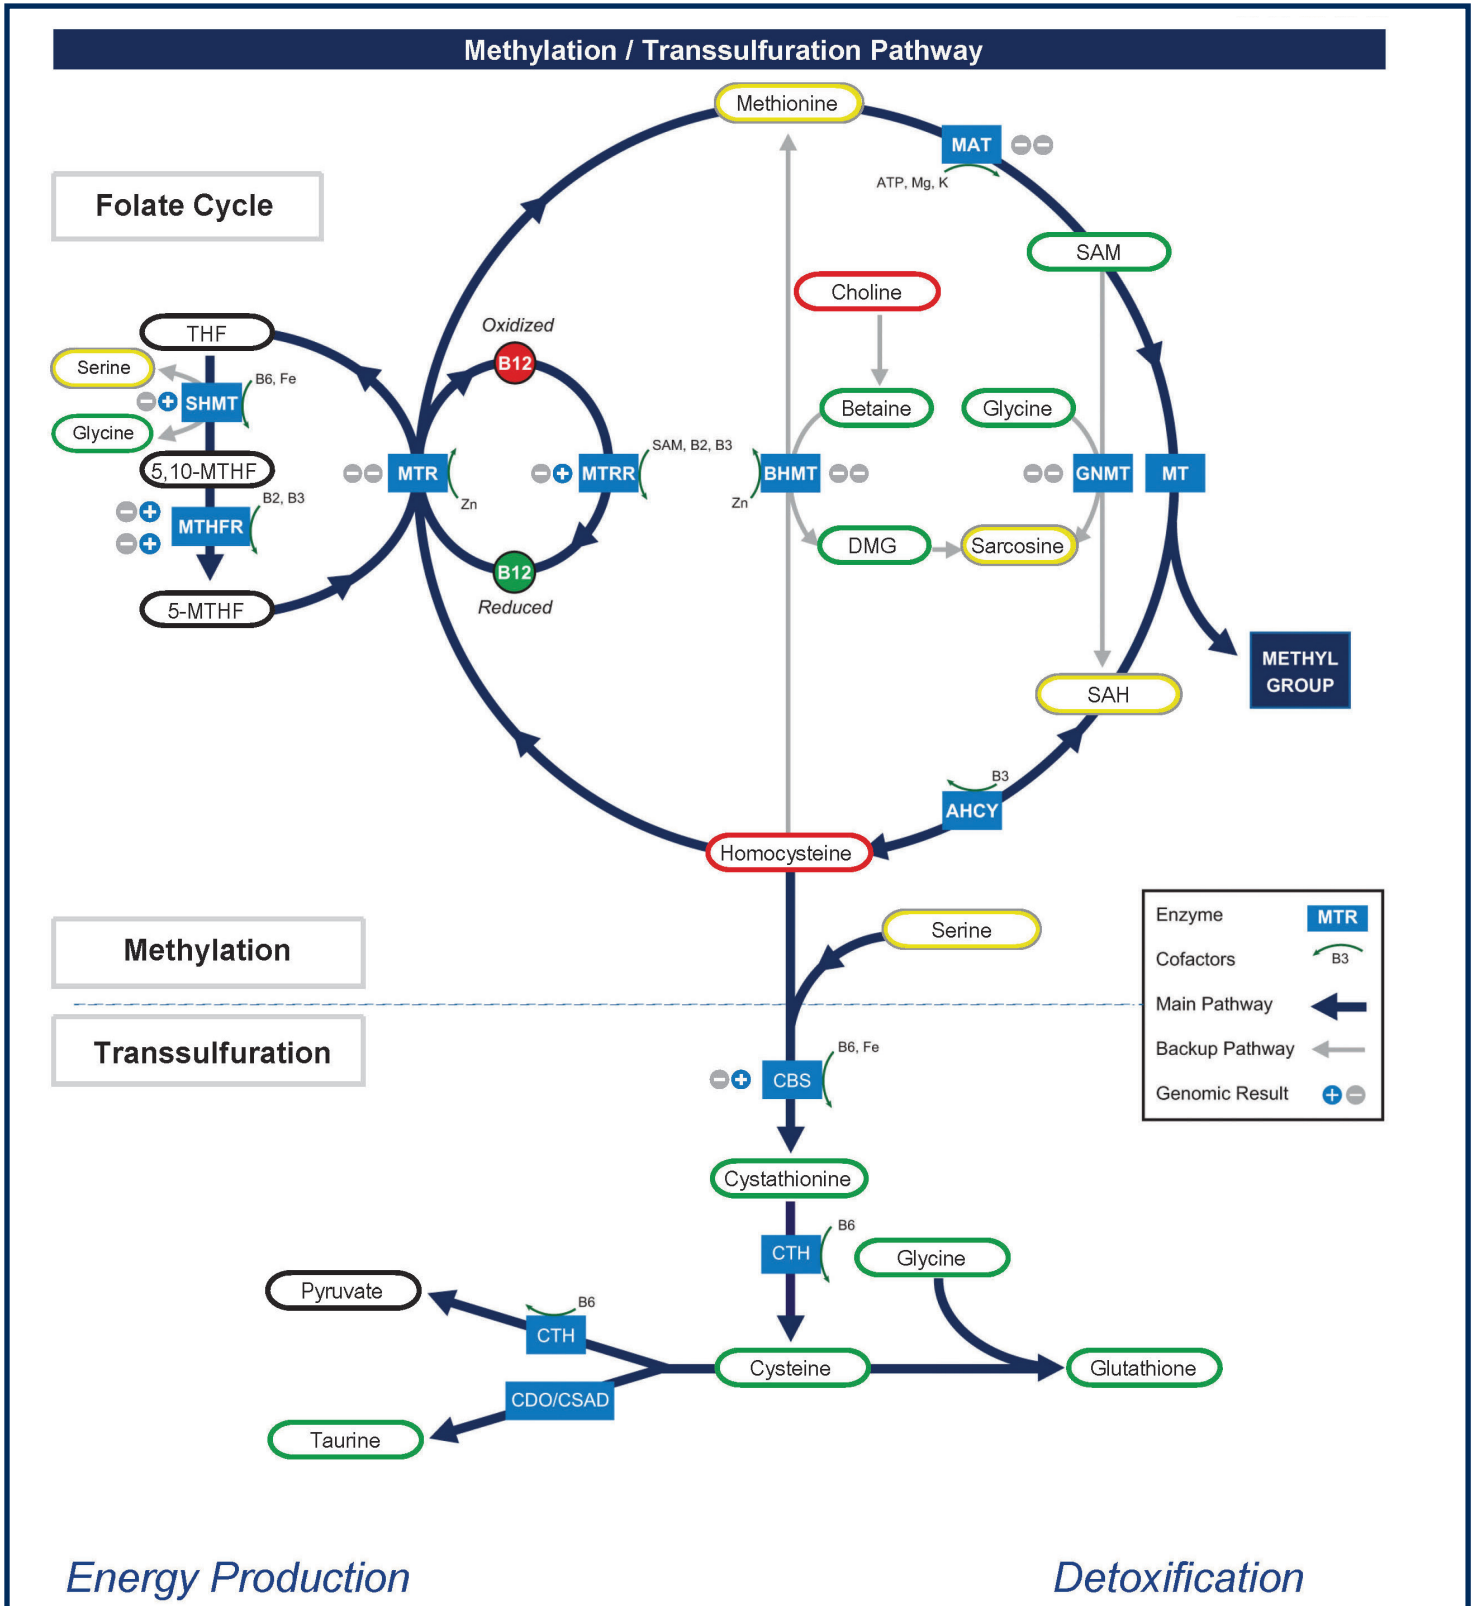 Methylation / Transsulfuration Pathway
Methionine
MAT
ATP, Mg, K
Folate Cycle
SAM
Choline
Oxidized
THF
B12
Serine
B6, Fe
SHMT
Betaine
Glycine
Glycine
SAM, B2, B3
5,10-MTHF
MTR
MTRR
BHMT
GNMT
MT
B2, B3
Zn
Zn
MTHFR
DMG
Sarcosine
B12
5-MTHF
Reduced
METHYL
GROUP
SAH
B3
AHCY
Homocysteine
Enzyme
MTR
Serine
Methylation
Cofactors
B3
Main Pathway
Transsulfuration
B6, Fe
Backup Pathway
CBS
Genomic Result
Cystathionine
B6
CTH
Glycine
Pyruvate
B6
CTH
Cysteine
Glutathione
CDO/CSAD
Taurine
Energy Production
Detoxification